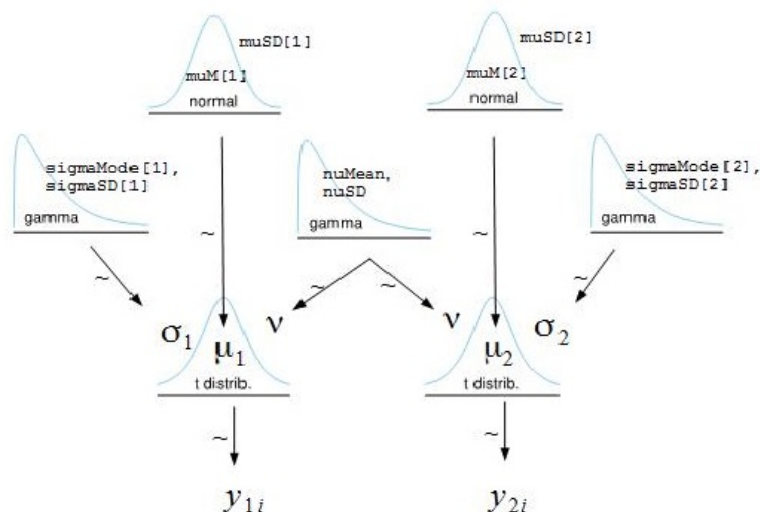 muSD[1]
muM[1]
normal
muSD[2]
muM[2]
normal
sigmaMode[1],
sigmaSD[1]
gamma
nuMean,
nuSD
gamma
sigmaMode[2],
sigmaSD[2]
gamma
~
~
~
~
~
~
σ1
μ1
ν
t distrib.
ν
μ2
σ2
t distrib.
~
~
y1i
y2i